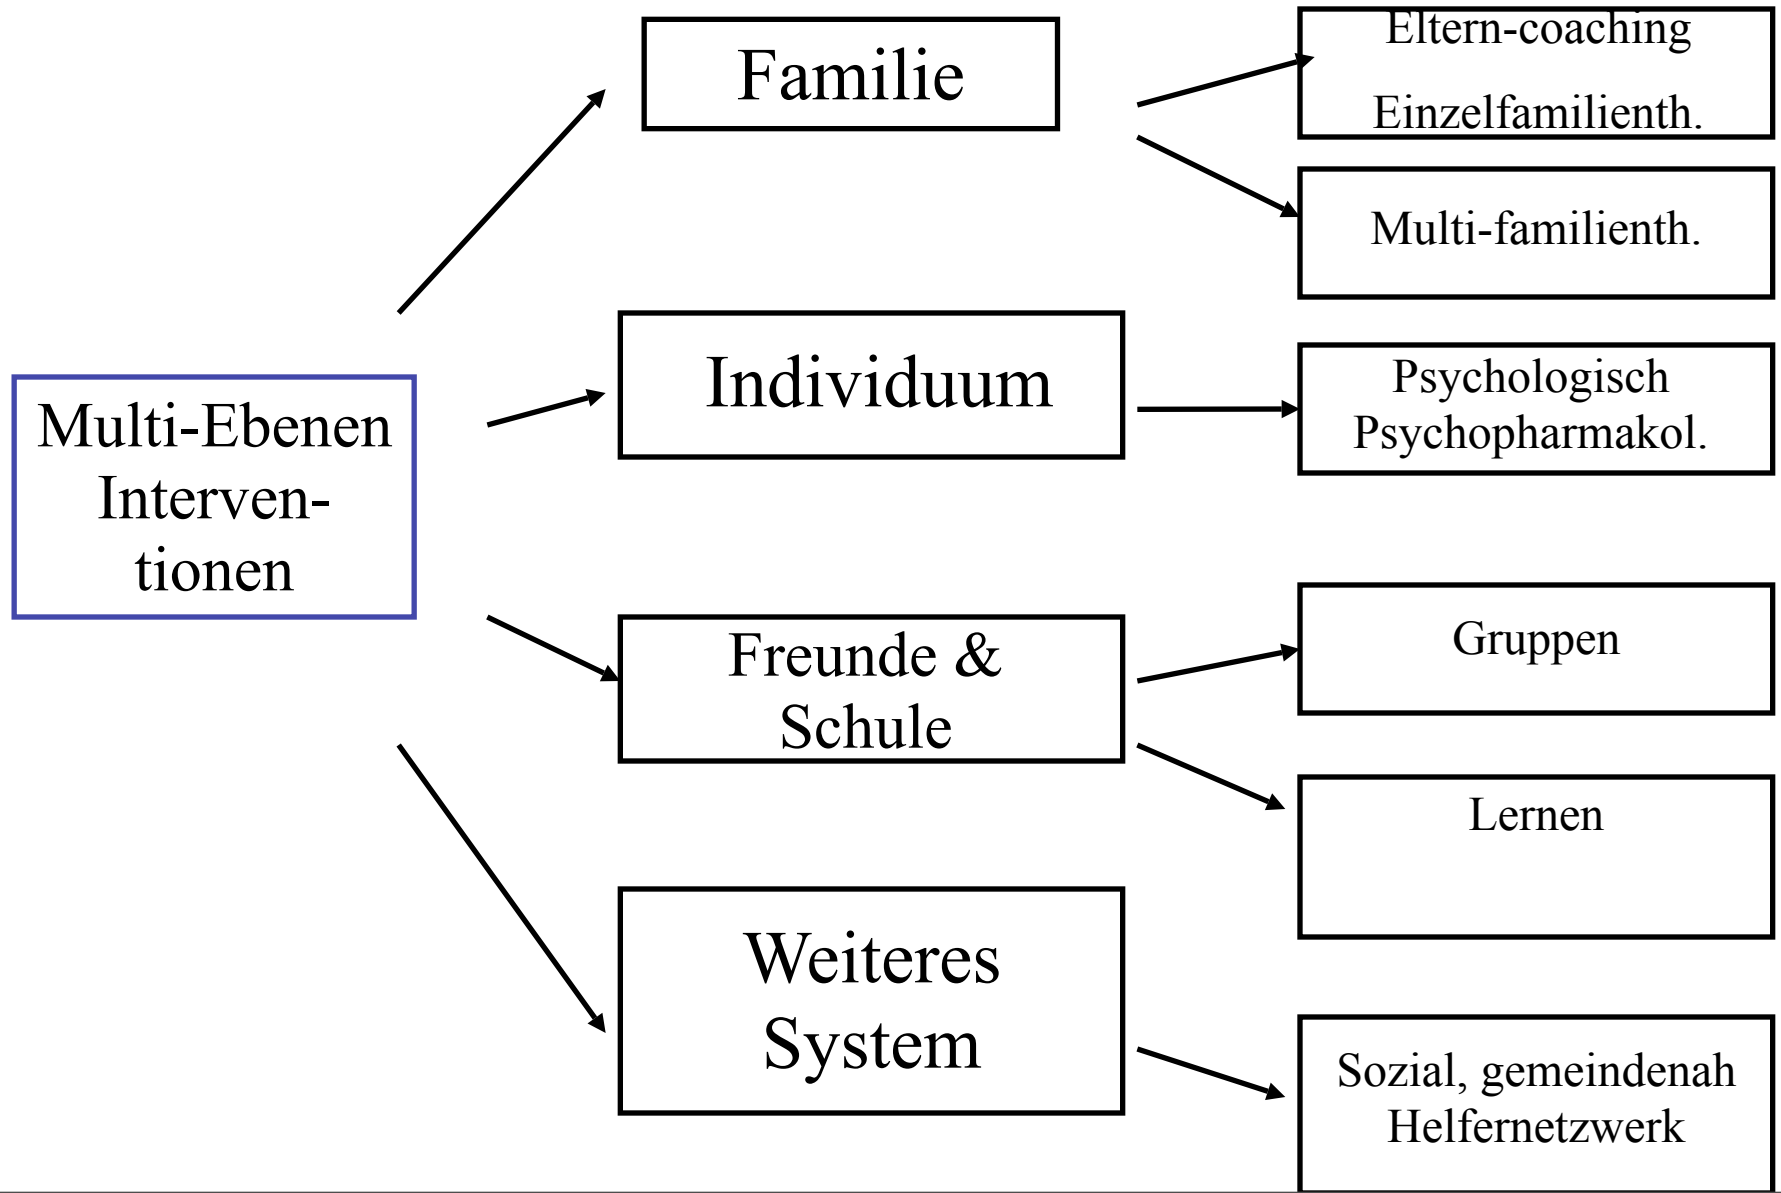 Familie
Eltern-coaching
Einzelfamilienth.
Multi-familienth.
Individuum
Psychologisch
Psychopharmakol.
Multi-Ebenen
Interven-
tionen
Freunde &
Schule
Gruppen
Lernen
Weiteres
System
Sozial, gemeindenah
Helfernetzwerk